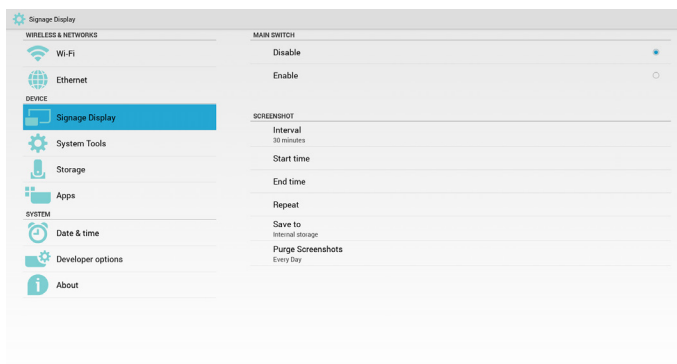 Signage Display
WIRELESS & NETWORKS
Wi-Fi
Ethernet
DEVICE
Signage Display
System Tools
Storage
Apps
SYSTEM
Date & time
Developer options
About
MAIN SWITCH
Disable
Enable
SCREENSHOT
Interval
30 minutes
Start time
End time
Repeat
Save to
Internal storage
Purge Screenshots
Every Day